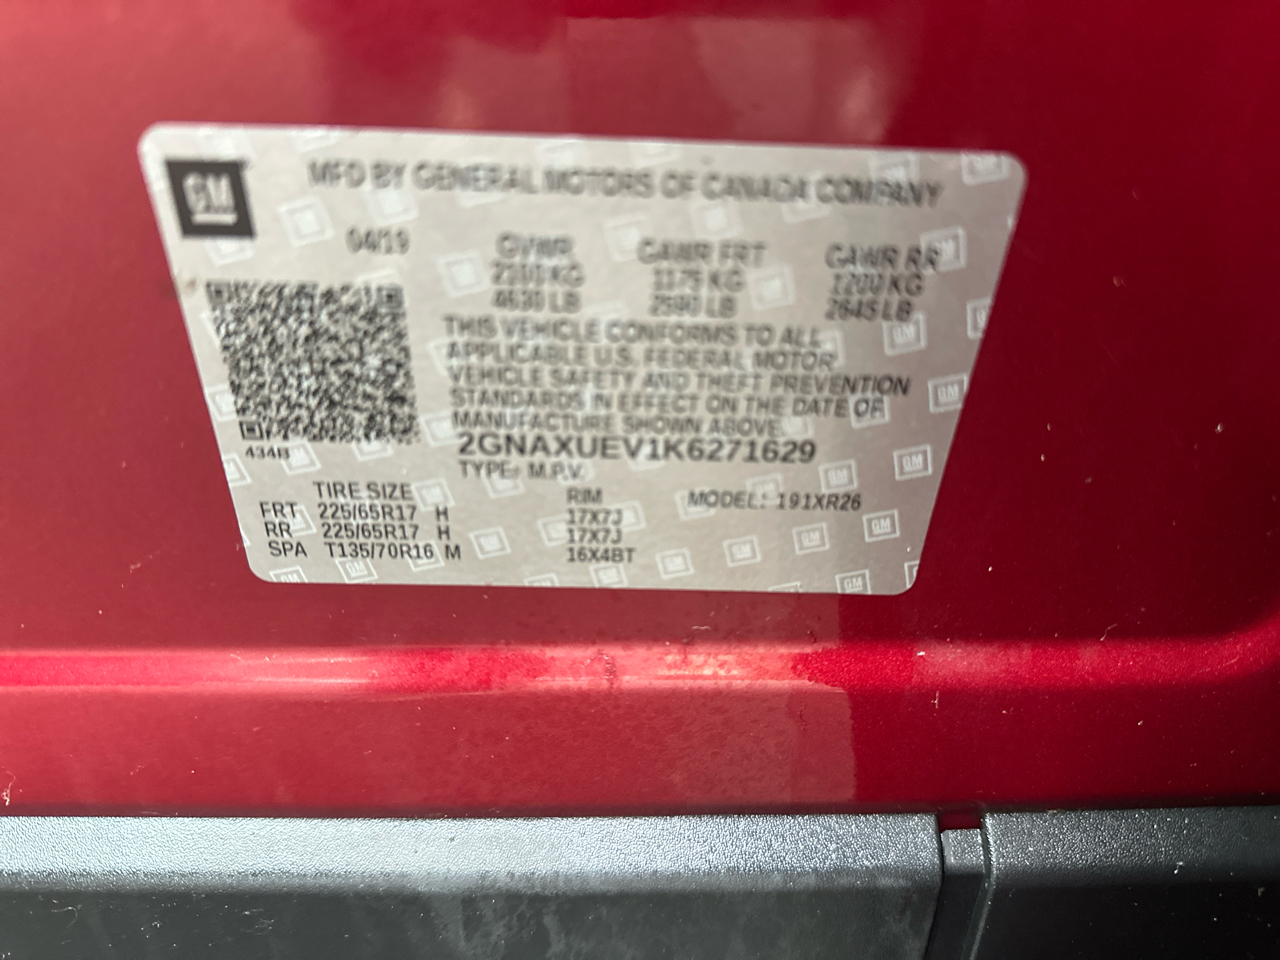 GM
MFD BY GENERAL MOTORS OF CANADA COMPANY
04/19 GVWR GAWR FRT GAWR RR
2100 KG 1175 KG 1200 KG
4630 LB 2590 LB 2645 LB
THIS VEHICLE CONFORMS TO ALL
APPLICABLE U.S. FEDERAL MOTOR
VEHICLE SAFETY AND THEFT PREVENTION
STANDARDS IN EFFECT ON THE DATE OF
MANUFACTURE SHOWN ABOVE.
434B 2GNAXUEV1K6271629
TYPE: M.P.V.
TIRE SIZE RIM MODEL: 191XR26
FRT 225/65R17 H 17X7J
RR 225/65R17 H 17X7J
SPA T135/70R16 M 16X4BT